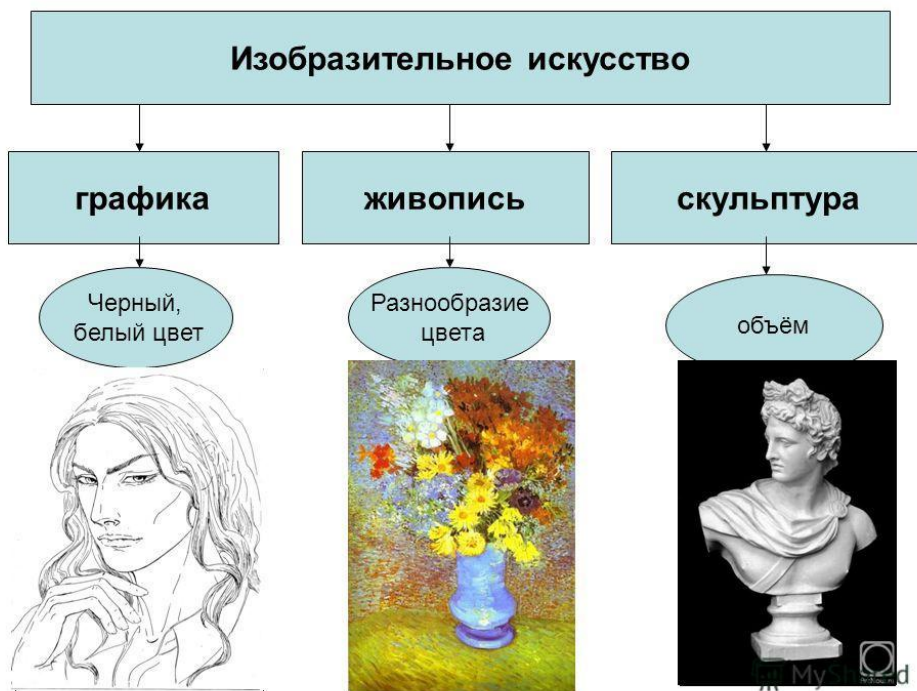 Изобразительное искусство
графика
живопись
скульптура
Черный,
белый цвет
Разнообразие
цвета
объём
MyShared